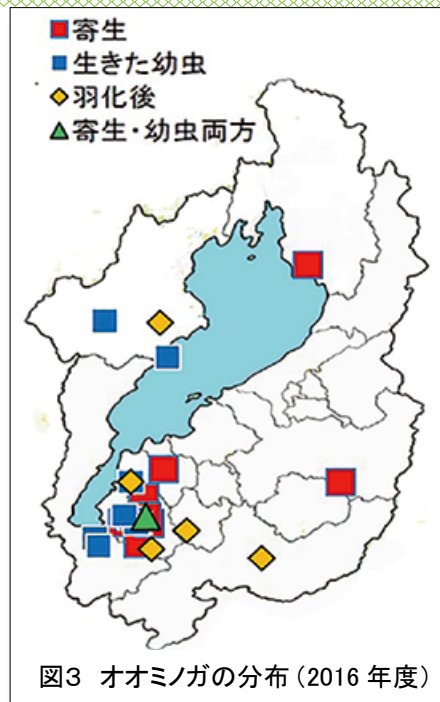 寄生
生きた幼虫
羽化後
寄生・幼虫両方
図3 オオミノガの分布（2016 年度）